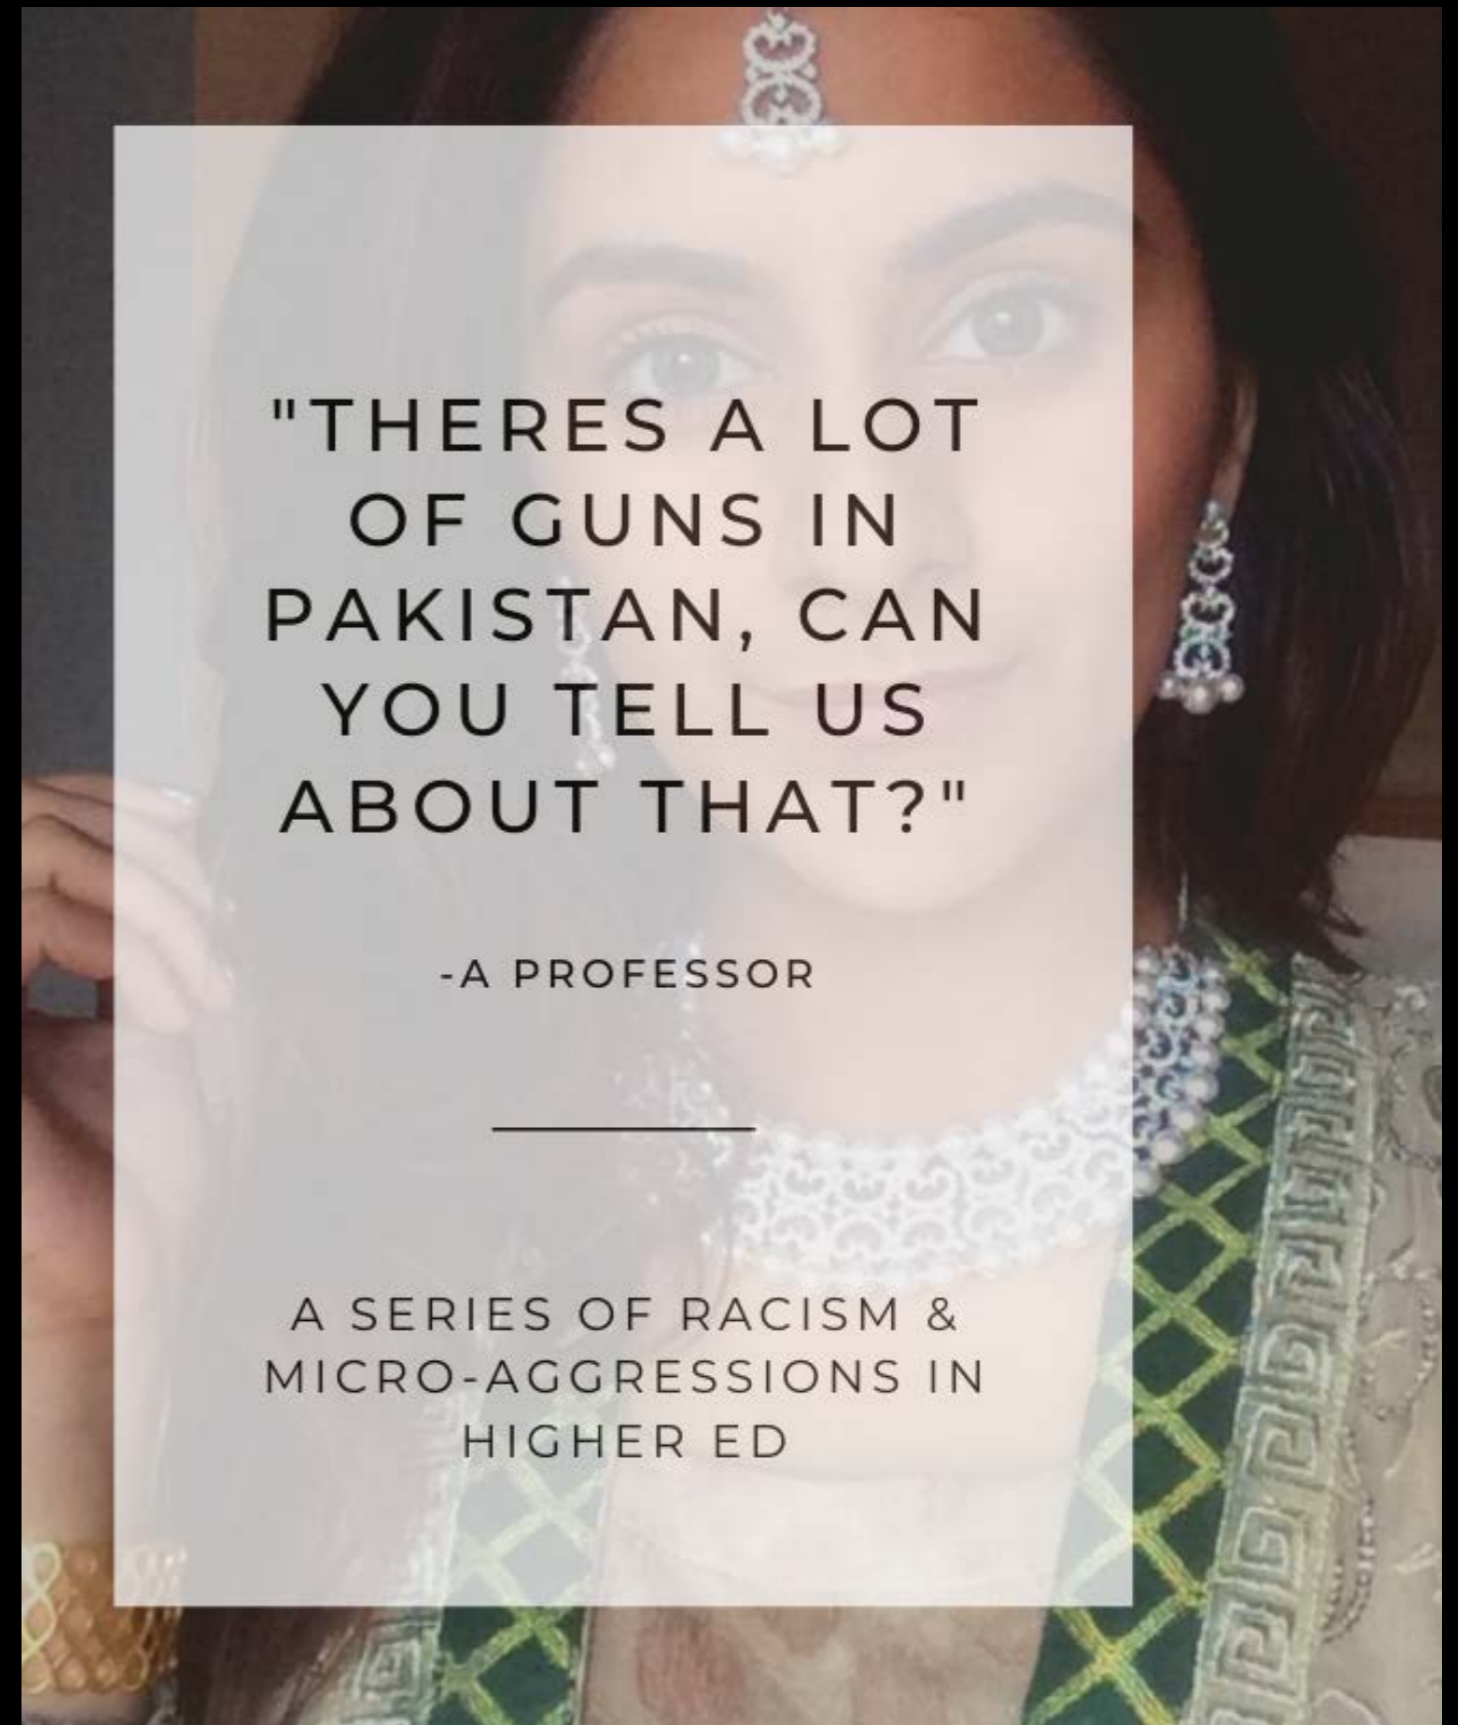 "THERES A LOT
OF GUNS IN
PAKISTAN, CAN
YOU TELL US
ABOUT THAT?"
-A PROFESSOR
A SERIES OF RACISM &
MICRO-AGGRESSIONS IN
HIGHER ED